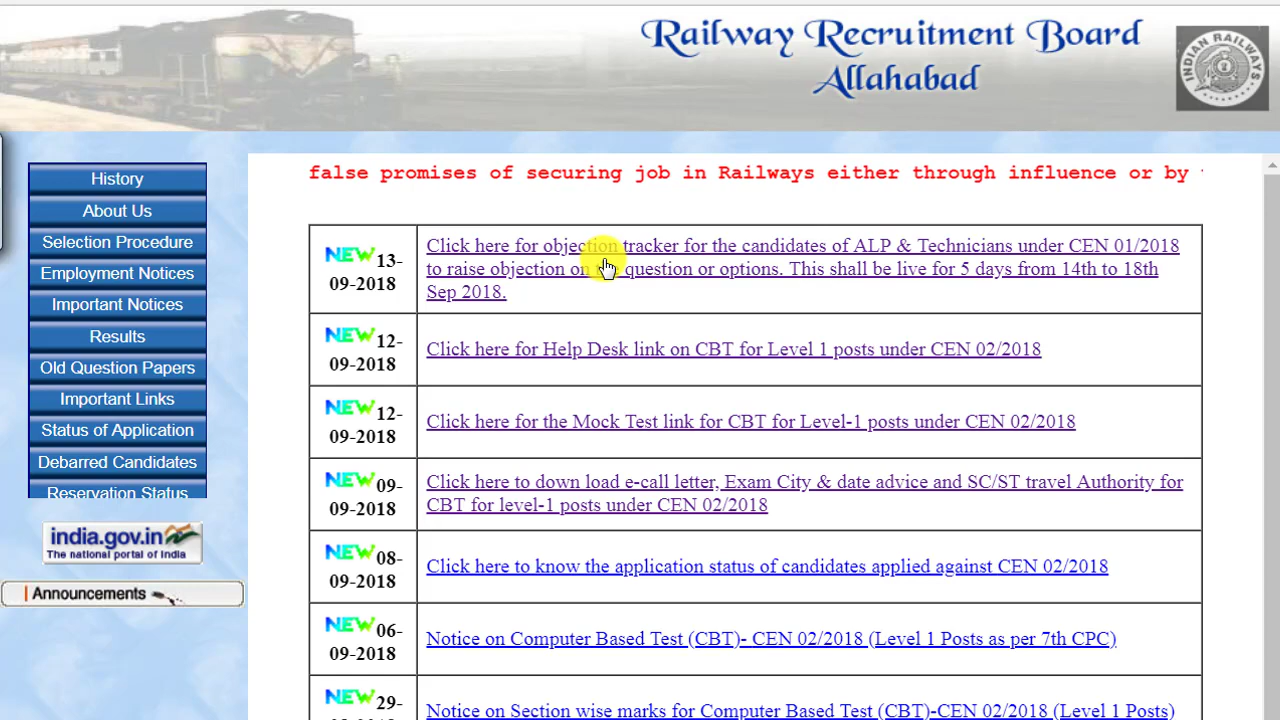 Railway Recruitment Board
Allahabad
INDIAN RAILWAYS
History
About Us
Selection Procedure
Employment Notices
Important Notices
Results
Old Question Papers
Important Links
Status of Application
Debarred Candidates
Reservation Status
india.gov.in
The national portal of India
Announcements
false promises of securing job in Railways either through influence or by
NEW 13-
09-2018
Click here for objection tracker for the candidates of ALP & Technicians under CEN 01/2018
to raise objection on the question or options. This shall be live for 5 days from 14th to 18th
Sep 2018.
NEW 12-
09-2018
Click here for Help Desk link on CBT for Level 1 posts under CEN 02/2018
NEW 12-
09-2018
Click here for the Mock Test link for CBT for Level-1 posts under CEN 02/2018
NEW 09-
09-2018
Click here to down load e-call letter, Exam City & date advice and SC/ST travel Authority for
CBT for level-1 posts under CEN 02/2018
NEW 08-
09-2018
Click here to know the application status of candidates applied against CEN 02/2018
NEW 06-
09-2018
Notice on Computer Based Test (CBT)- CEN 02/2018 (Level 1 Posts as per 7th CPC)
NEW 29-
Notice on Section wise marks for Computer Based Test (CBT)-CEN 02/2018 (Level 1 Posts)